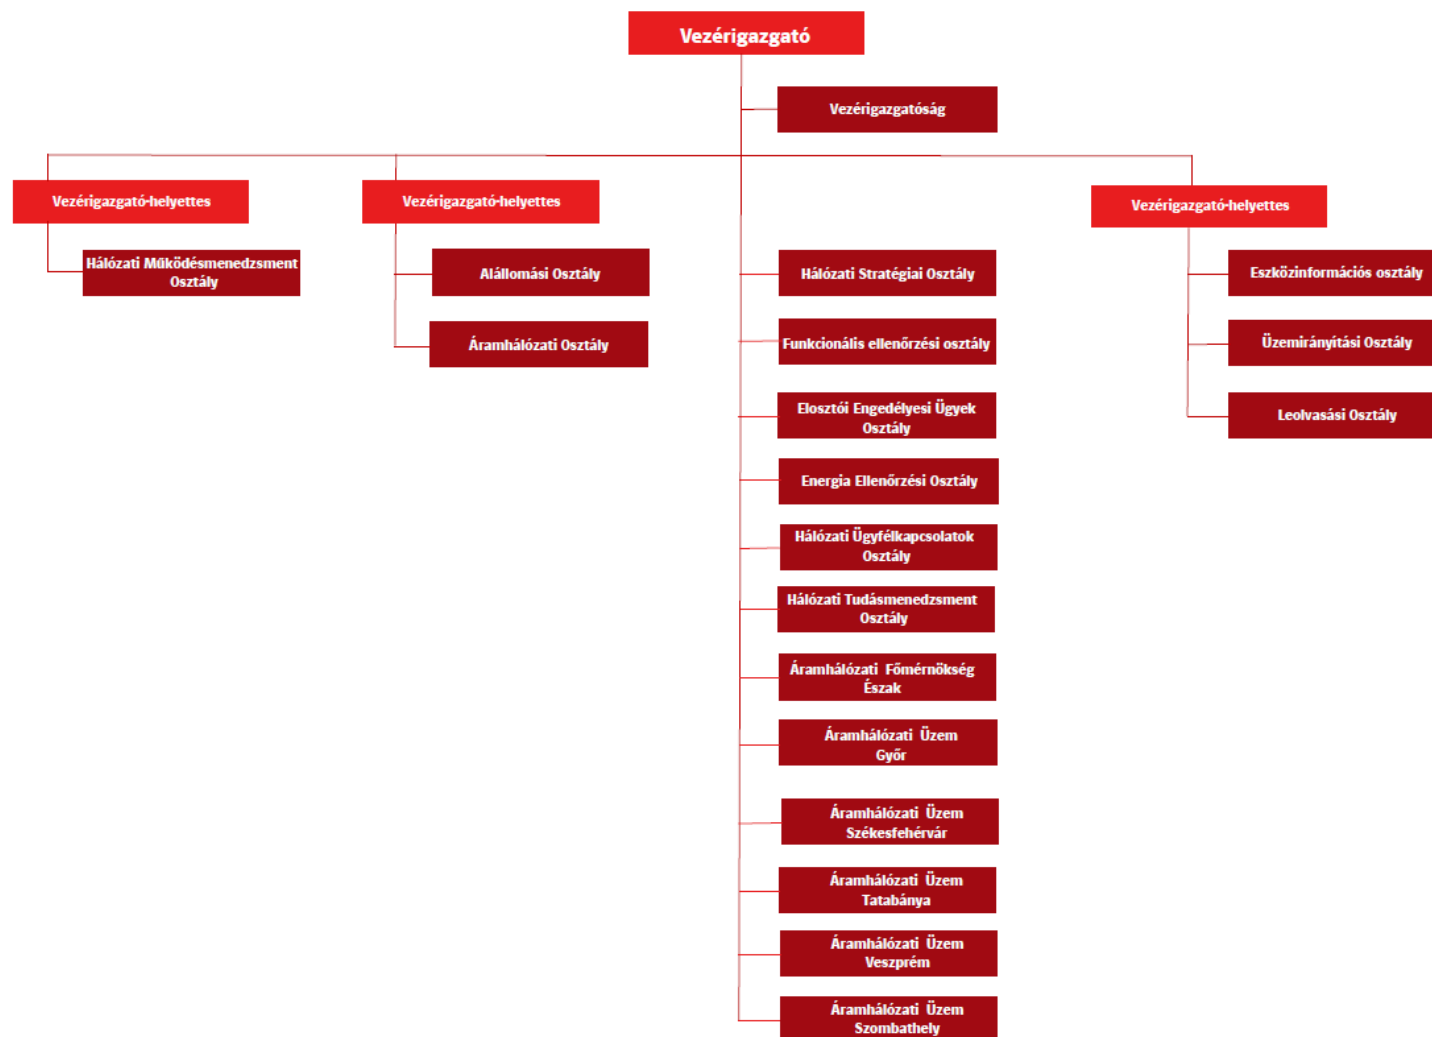 Vezérigazgató
Vezérigazgatóság
Vezérigazgató-helyettes
Hálózati Működésmenedzsment
Osztály
Vezérigazgató-helyettes
Alállomási Osztály
Áramhálózati Osztály
Hálózati Stratégiai Osztály
Funkcionális ellenőrzési osztály
Elosztói Engedélyesi Ügyek
Osztály
Energia Ellenőrzési Osztály
Hálózati Ügyfélkapcsolatok
Osztály
Hálózati Tudásmenedzsment
Osztály
Áramhálózati Főmérnökség
Észak
Áramhálózati Üzem
Győr
Áramhálózati Üzem
Székesfehérvár
Áramhálózati Üzem
Tatabánya
Áramhálózati Üzem
Veszprém
Áramhálózati Üzem
Szombathely
Vezérigazgató-helyettes
Eszközinformációs osztály
Üzemirányítási Osztály
Leolvasási Osztály